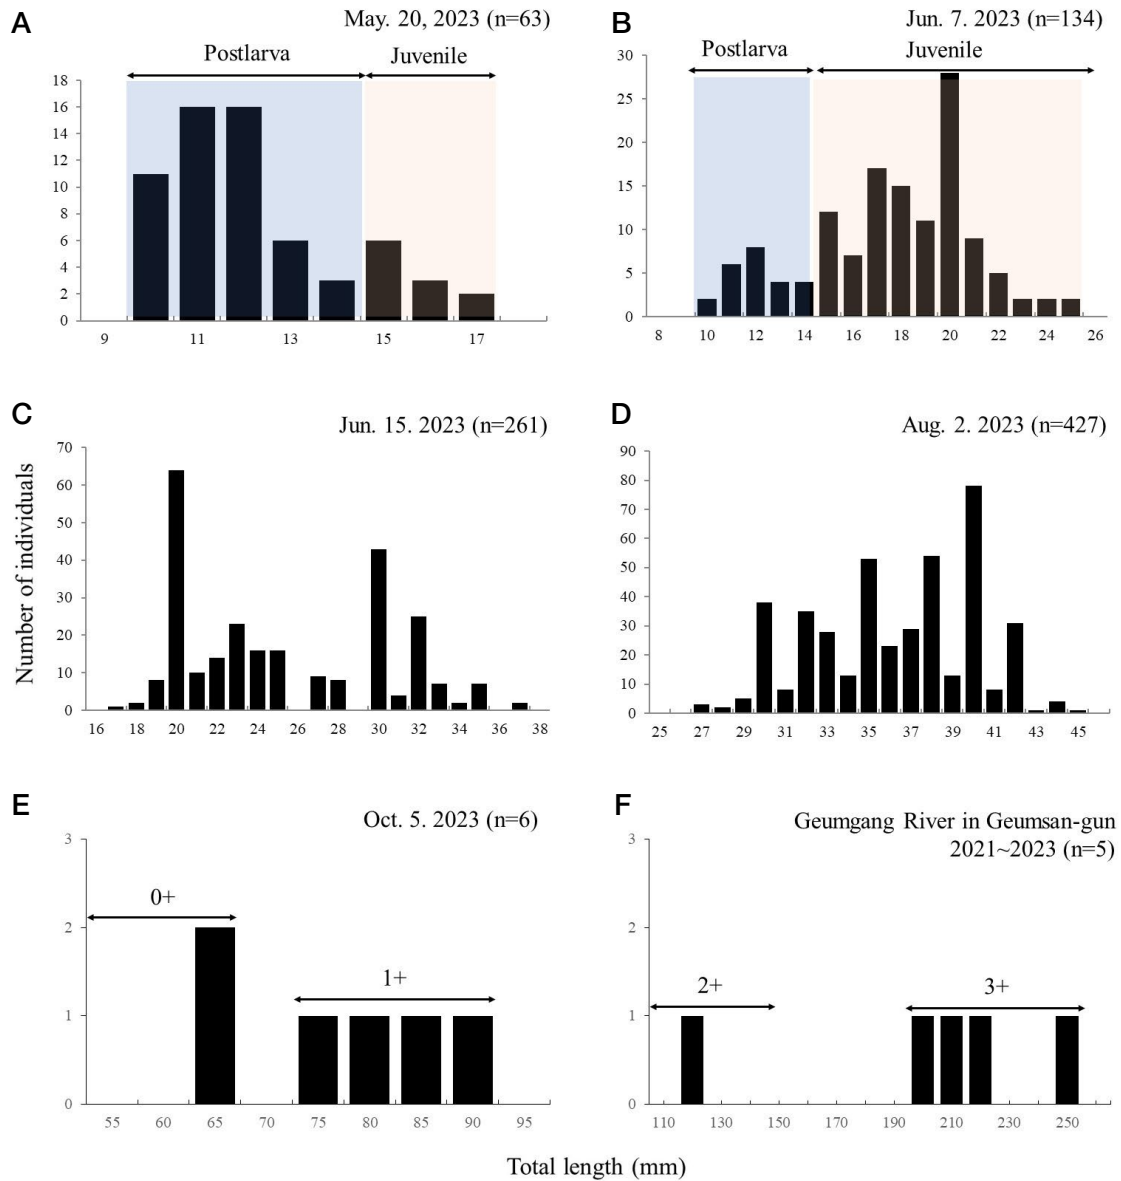 A
May. 20, 2023 (n=63)
Postlarva
Juvenile
18
16
14
12
10
8
6
4
2
0
9 11 13 15 17
B
Jun. 7. 2023 (n=134)
Postlarva
Juvenile
30
25
20
15
10
5
0
8 10 12 14 16 18 20 22 24 26
C
Jun. 15. 2023 (n=261)
70
60
50
40
30
20
10
0
16 18 20 22 24 26 28 30 32 34 36 38
D
Aug. 2. 2023 (n=427)
90
80
70
60
50
40
30
20
10
0
25 27 29 31 33 35 37 39 41 43 45
Number of individuals
E
Oct. 5. 2023 (n=6)
3
2
1
0
0+
1+
55 60 65 70 75 80 85 90 95
F
Geumgang River in Geumsan-gun
2021~2023 (n=5)
3
2
1
0
2+
3+
110 130 150 170 190 210 230 250
Total length (mm)